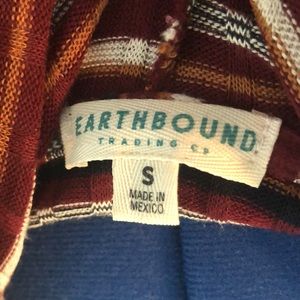 EARTHBOUND
TRADING CO
S
MADE IN
MEXICO